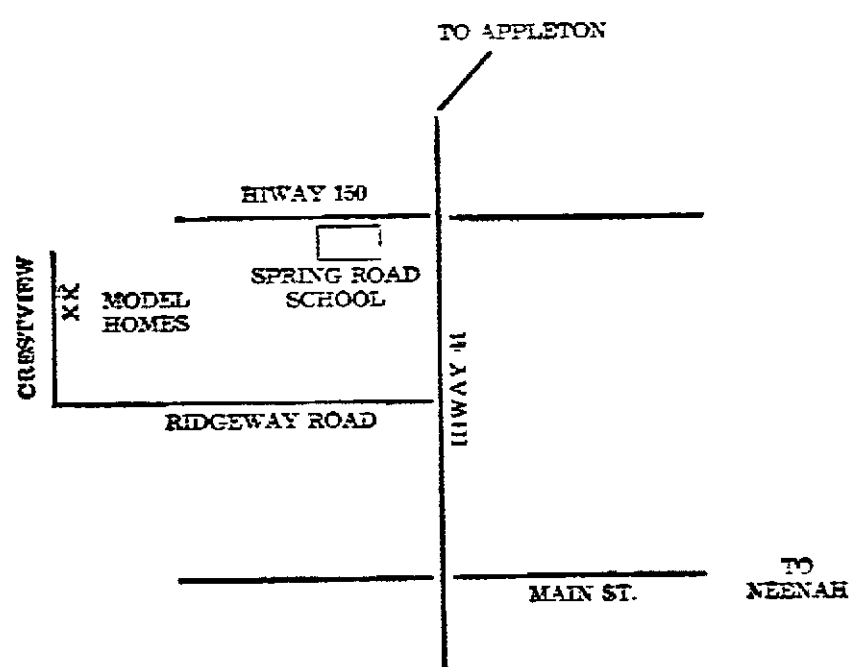 TO APPLETON
HIWAY 150
SPRING ROAD
SCHOOL
CRESTVIEW
XX
MODEL
HOMES
HIWAY 41
RIDGEWAY ROAD
MAIN ST.
TO
NEENAH